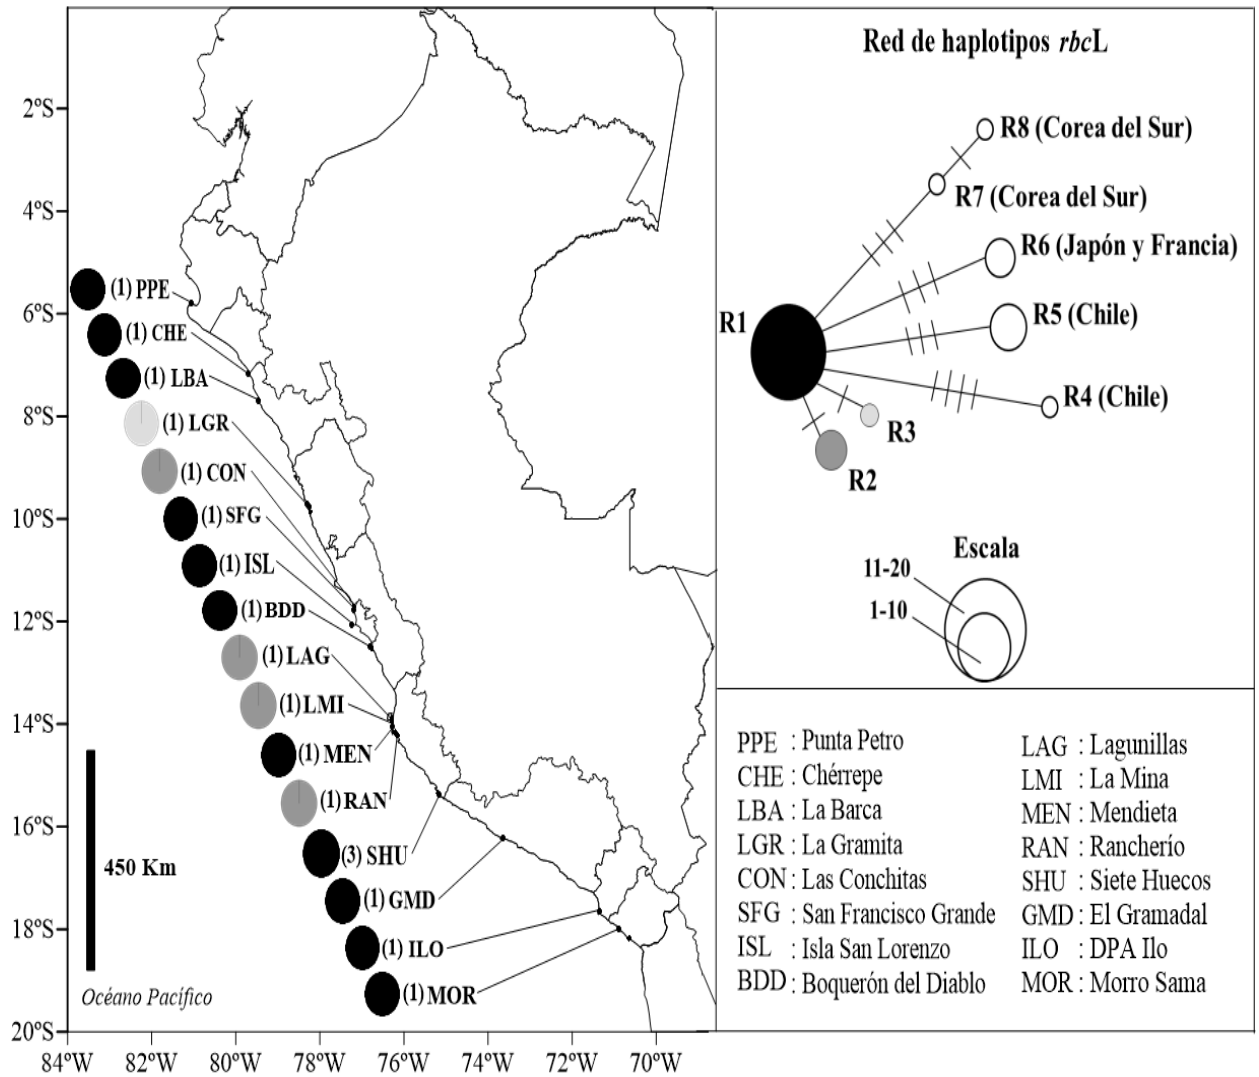 2ºS
4ºS
6ºS
8ºS
10ºS
12ºS
14ºS
16ºS
18ºS
20ºS
84ºW
82ºW
80ºW
78ºW
76ºW
74ºW
72ºW
70ºW
(1) PPE
(1) CHE
(1) LBA
(1) LGR
(1) CON
(1) SFG
(1) ISL
(1) BDD
(1) LAG
(1) LMI
(1) MEN
(1) RAN
(3) SHU
(1) GMD
(1) ILO
(1) MOR
450 Km
Océano Pacífico
Red de haplotipos rbcL
R8 (Corea del Sur)
R7 (Corea del Sur)
R6 (Japón y Francia)
R5 (Chile)
R1
R4 (Chile)
R3
R2
Escala
11-20
1-10
PPE : Punta Petro
CHE : Chérrepe
LBA : La Barca
LGR : La Gramita
CON : Las Conchitas
SFG : San Francisco Grande
ISL : Isla San Lorenzo
BDD : Boquerón del Diablo
LAG : Lagunillas
LMI : La Mina
MEN : Mendieta
RAN : Rancherío
SHU : Siete Huecos
GMD : El Gramadal
ILO : DPA Ilo
MOR : Morro Sama